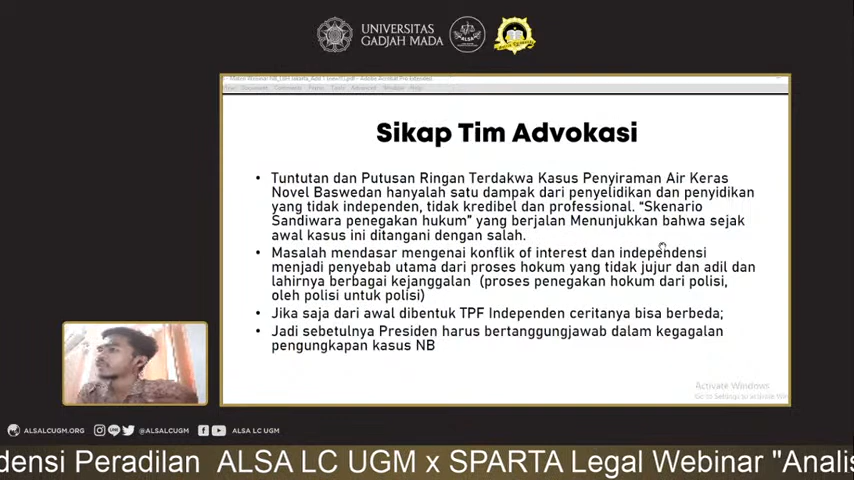 UNIVERSITAS
GADJAH MADA
ALSA
Sikap Tim Advokasi
• Tuntutan dan Putusan Ringan Terdakwa Kasus Penyiraman Air Keras
Novel Baswedan hanyalah satu dampak dari penyelidikan dan penyidikan
yang tidak independen, tidak kredibel dan professional. “Skenario
Sandiwara penegakan hukum” yang berjalan Menunjukkan bahwa sejak
awal kasus ini ditangani dengan salah.
• Masalah mendasar mengenai konflik of interest dan independensi
menjadi penyebab utama dari proses hokum yang tidak jujur dan adil dan
lahirnya berbagai kejanggalan (proses penegakan hokum dari polisi,
oleh polisi untuk polisi)
• Jika saja dari awal dibentuk TPF Independen ceritanya bisa berbeda;
• Jadi sebetulnya Presiden harus bertanggungjawab dalam kegagalan
pengungkapan kasus NB
Activate Windows
Go to Settings to activate Win
ALSALCUGM.ORG @ALSALCUGM ALSA LC UGM
densi Peradilan ALSA LC UGM x SPARTA Legal Webinar "Analis